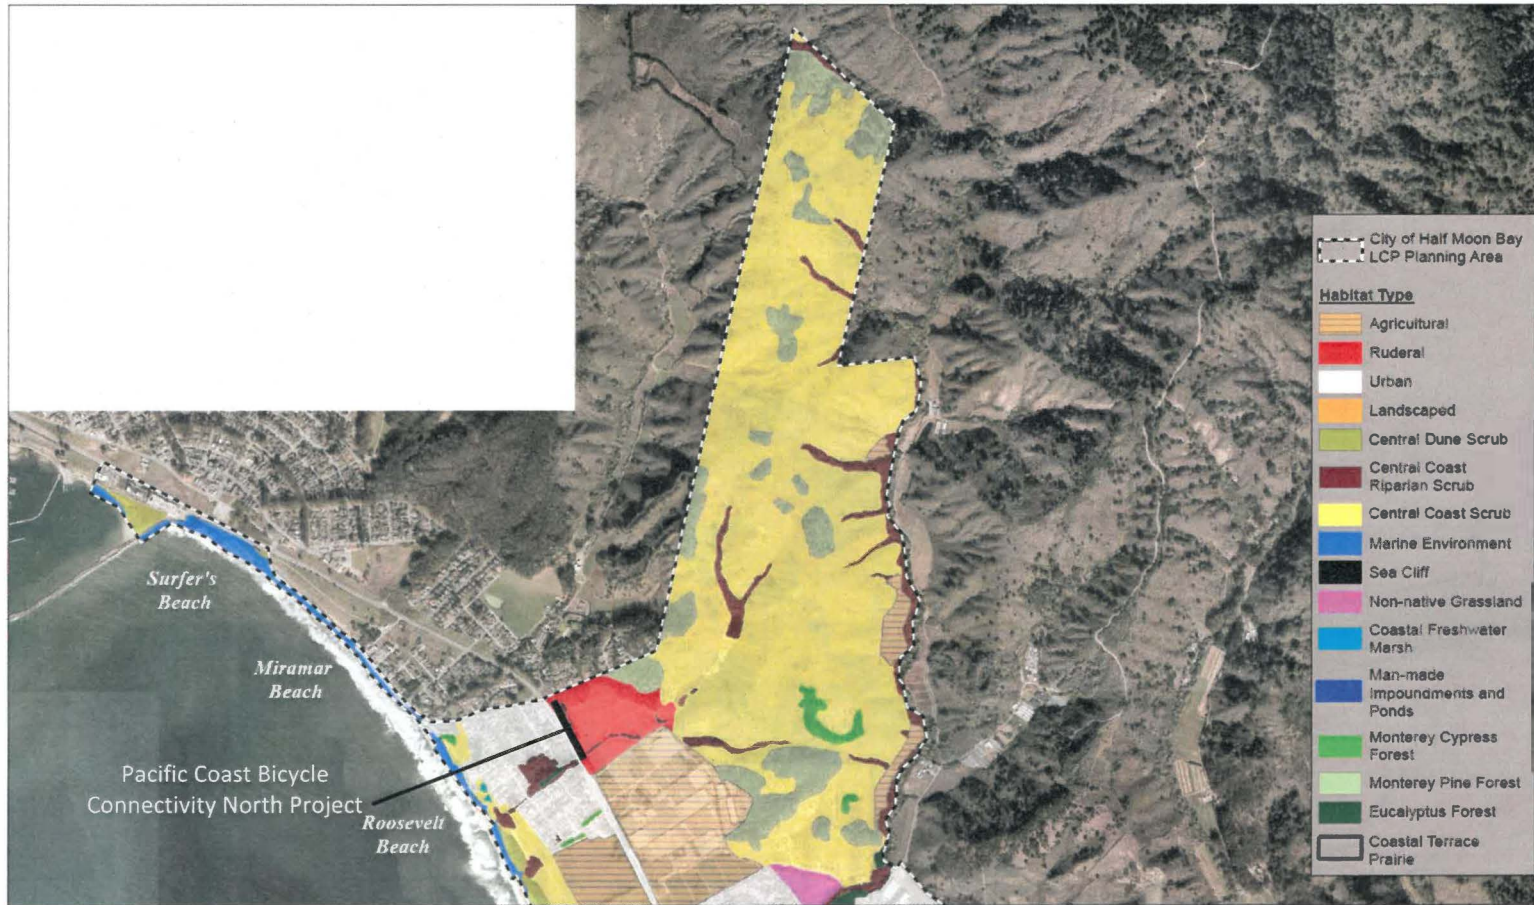 City of Half Moon Bay
LCP Planning Area
Habitat Type
Agricultural
Ruderal
Urban
Landscaped
Central Dune Scrub
Central Coast
Riparian Scrub
Central Coast Scrub
Marine Environment
Sea Cliff
Non-native Grassland
Coastal Freshwater
Marsh
Man-made
Impoundments and
Ponds
Monterey Cypress
Forest
Monterey Pine Forest
Eucalyptus Forest
Coastal Terrace
Prairie
Surfer's
Beach
Miramar
Beach
Pacific Coast Bicycle
Connectivity North Project
Roosevelt
Beach